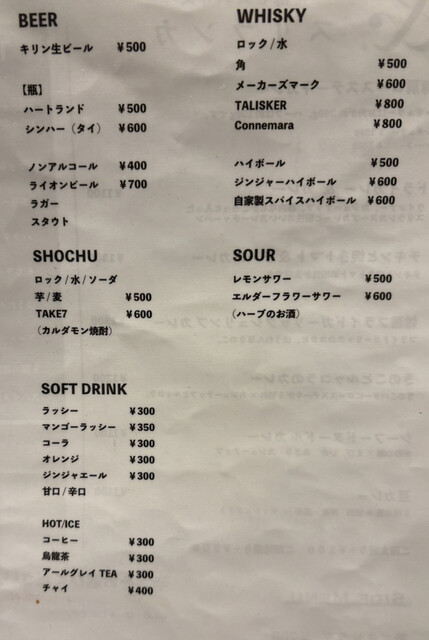 BEER
キリン生ビール ¥500
【瓶】
ハートランド ¥500
シンハー（タイ） ¥600
ノンアルコール ¥400
ライオンビール ¥700
ラガー
スタウト
WHISKY
ロック/水
角 ¥500
メーカーズマーク ¥600
TALISKER ¥800
Connemara ¥800
ハイボール ¥500
ジンジャーハイボール ¥600
自家製スパイスハイボール ¥600
SHOCHU
ロック/水/ソーダ
芋/麦 ¥500
TAKE7 ¥600
（カルダモン焼酎）
SOUR
レモンサワー ¥500
エルダーフラワーサワー ¥600
（ハーブのお酒）
SOFT DRINK
ラッシー ¥300
マンゴーラッシー ¥350
コーラ ¥300
オレンジ ¥300
ジンジャエール ¥300
甘口/辛口
HOT/ICE
コーヒー ¥300
烏龍茶 ¥300
アールグレイ TEA ¥300
チャイ ¥400